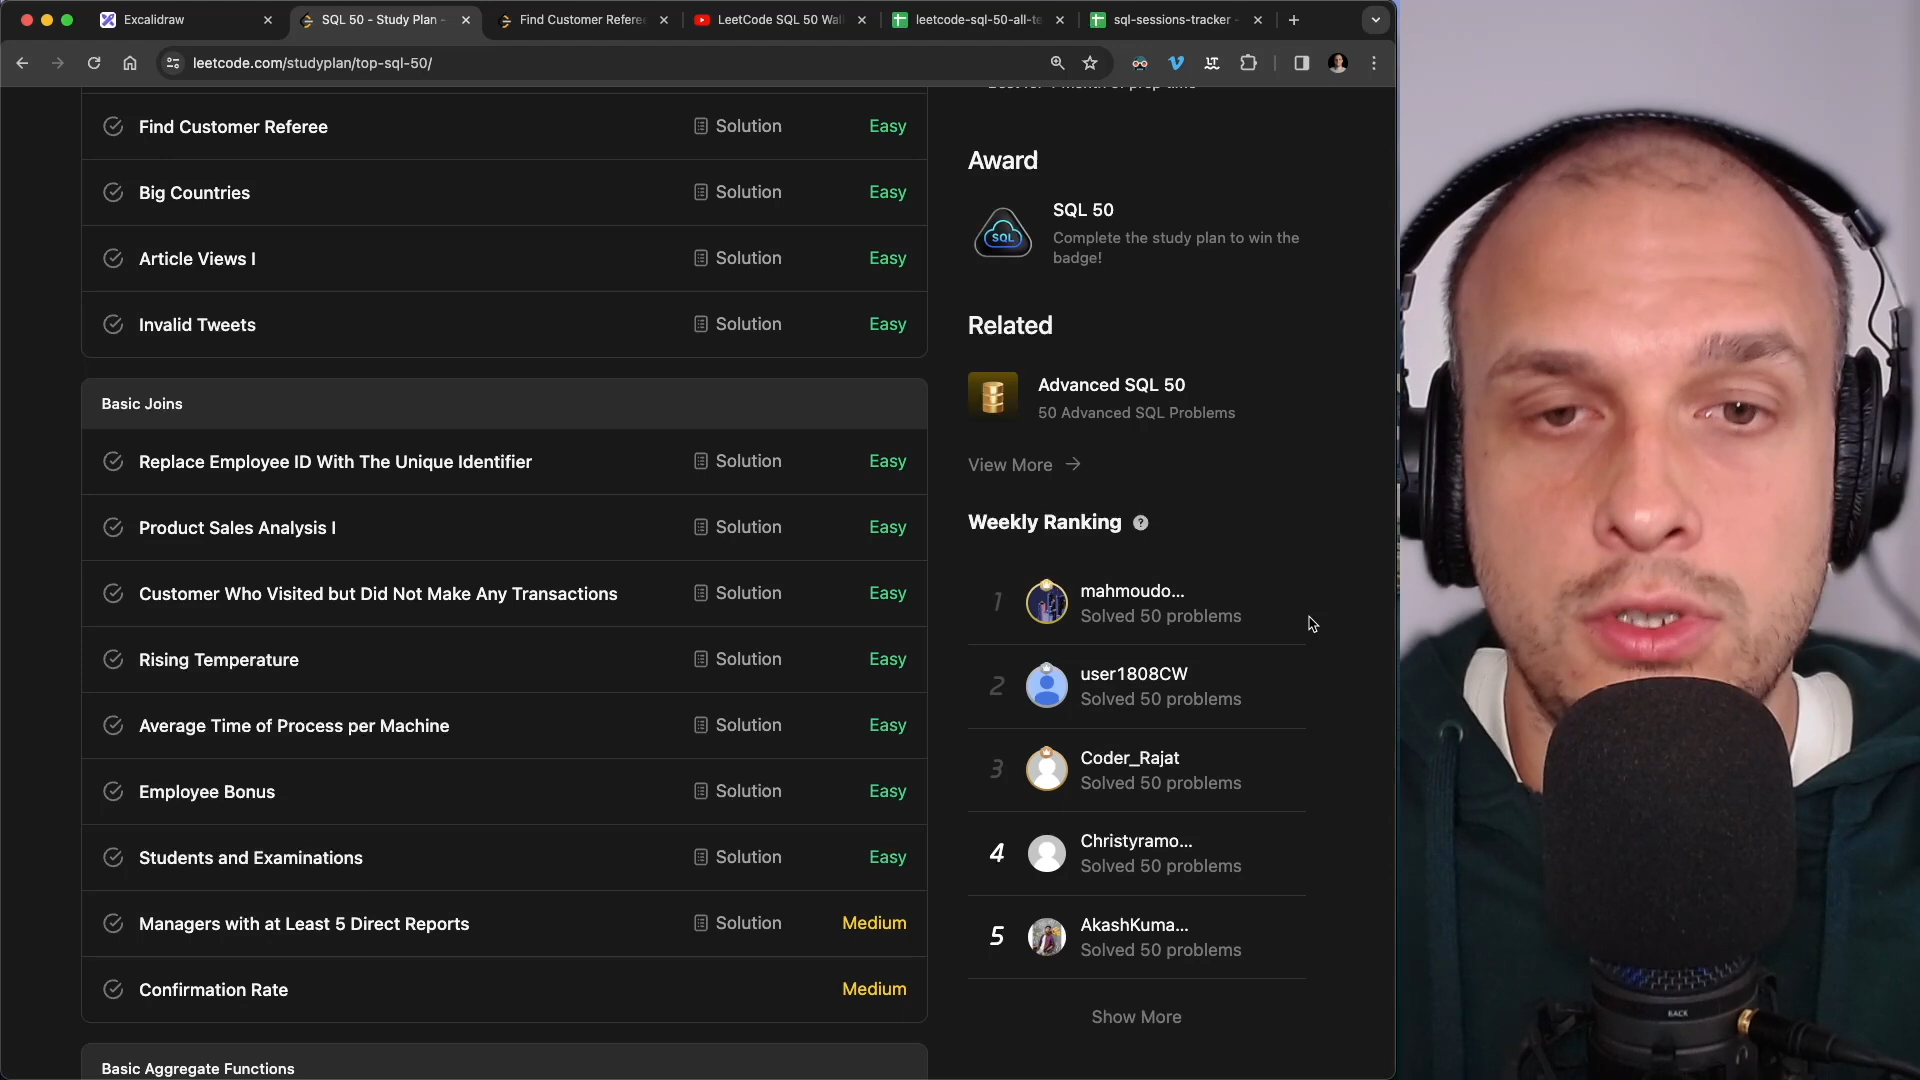 Excalidraw
SQL 50 - Study Plan -
Find Customer Refere
LeetCode SQL 50 Wal
leetcode-sql-50-all-te
sql-sessions-tracker -
leetcode.com/studyplan/top-sql-50/
Find Customer Referee Solution Easy
Big Countries Solution Easy
Article Views I Solution Easy
Invalid Tweets Solution Easy
Basic Joins
Replace Employee ID With The Unique Identifier Solution Easy
Product Sales Analysis I Solution Easy
Customer Who Visited but Did Not Make Any Transactions Solution Easy
Rising Temperature Solution Easy
Average Time of Process per Machine Solution Easy
Employee Bonus Solution Easy
Students and Examinations Solution Easy
Managers with at Least 5 Direct Reports Solution Medium
Confirmation Rate Medium
Basic Aggregate Functions
Award
SQL
SQL 50
Complete the study plan to win the
badge!
Related
Advanced SQL 50
50 Advanced SQL Problems
View More
Weekly Ranking ?
1 mahmoudo...
Solved 50 problems
2 user1808CW
Solved 50 problems
3 Coder_Rajat
Solved 50 problems
4 Christyramo...
Solved 50 problems
5 AkashKuma...
Solved 50 problems
Show More
BACK